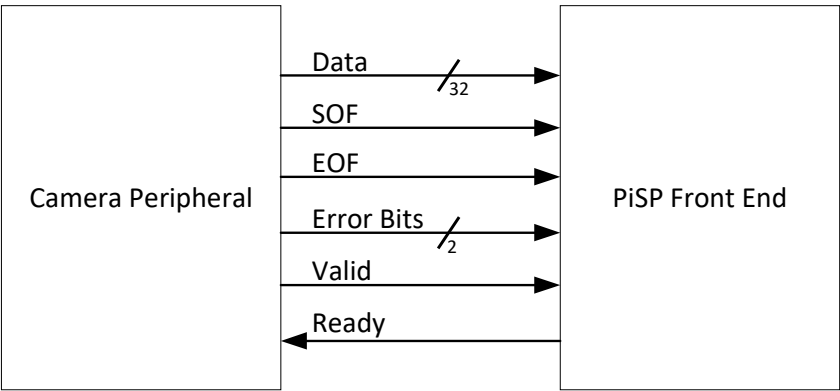 Data
32
SOF
EOF
Camera Peripheral
PiSP Front End
Error Bits
2
Valid
Ready